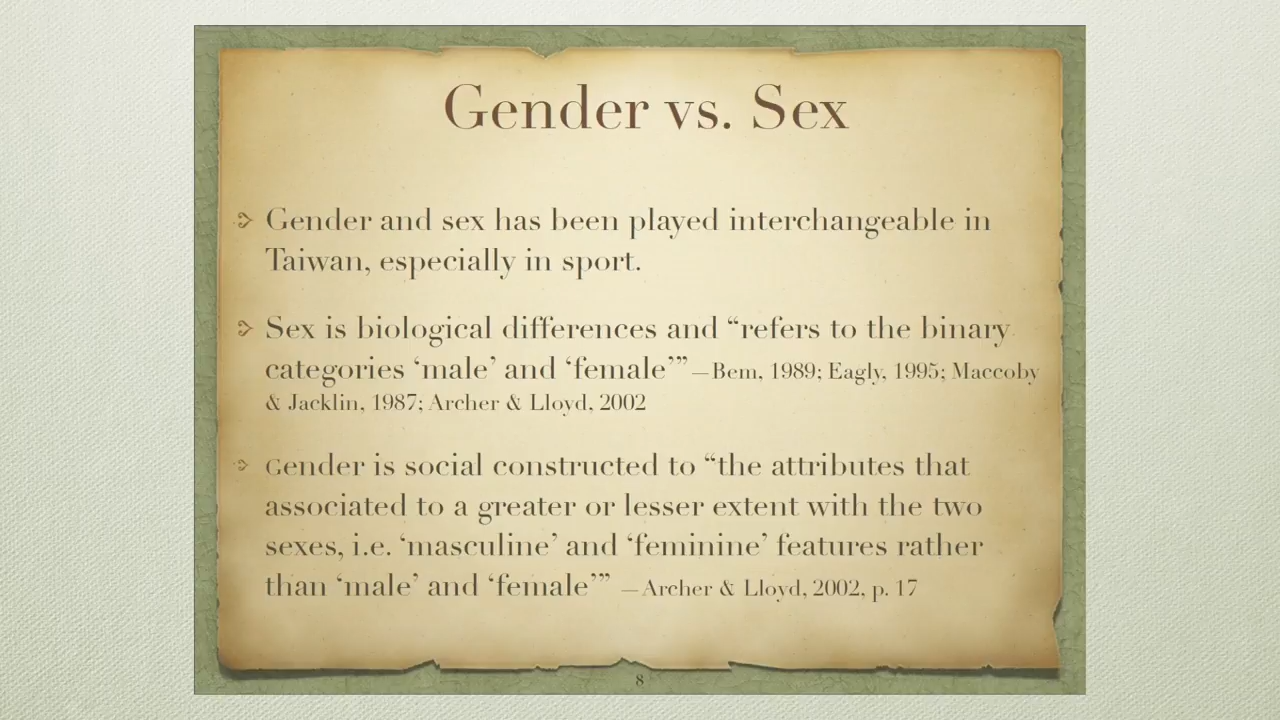 Gender vs. Sex
Gender and sex has been played interchangeable in
Taiwan, especially in sport.
Sex is biological differences and “refers to the binary
categories ‘male’ and ‘female’”—Bem, 1989; Eagly, 1995; Maccoby
& Jacklin, 1987; Archer & Lloyd, 2002
Gender is social constructed to “the attributes that
associated to a greater or lesser extent with the two
sexes, i.e. ‘masculine’ and ‘feminine’ features rather
than ‘male’ and ‘female’” —Archer & Lloyd, 2002, p. 17
8